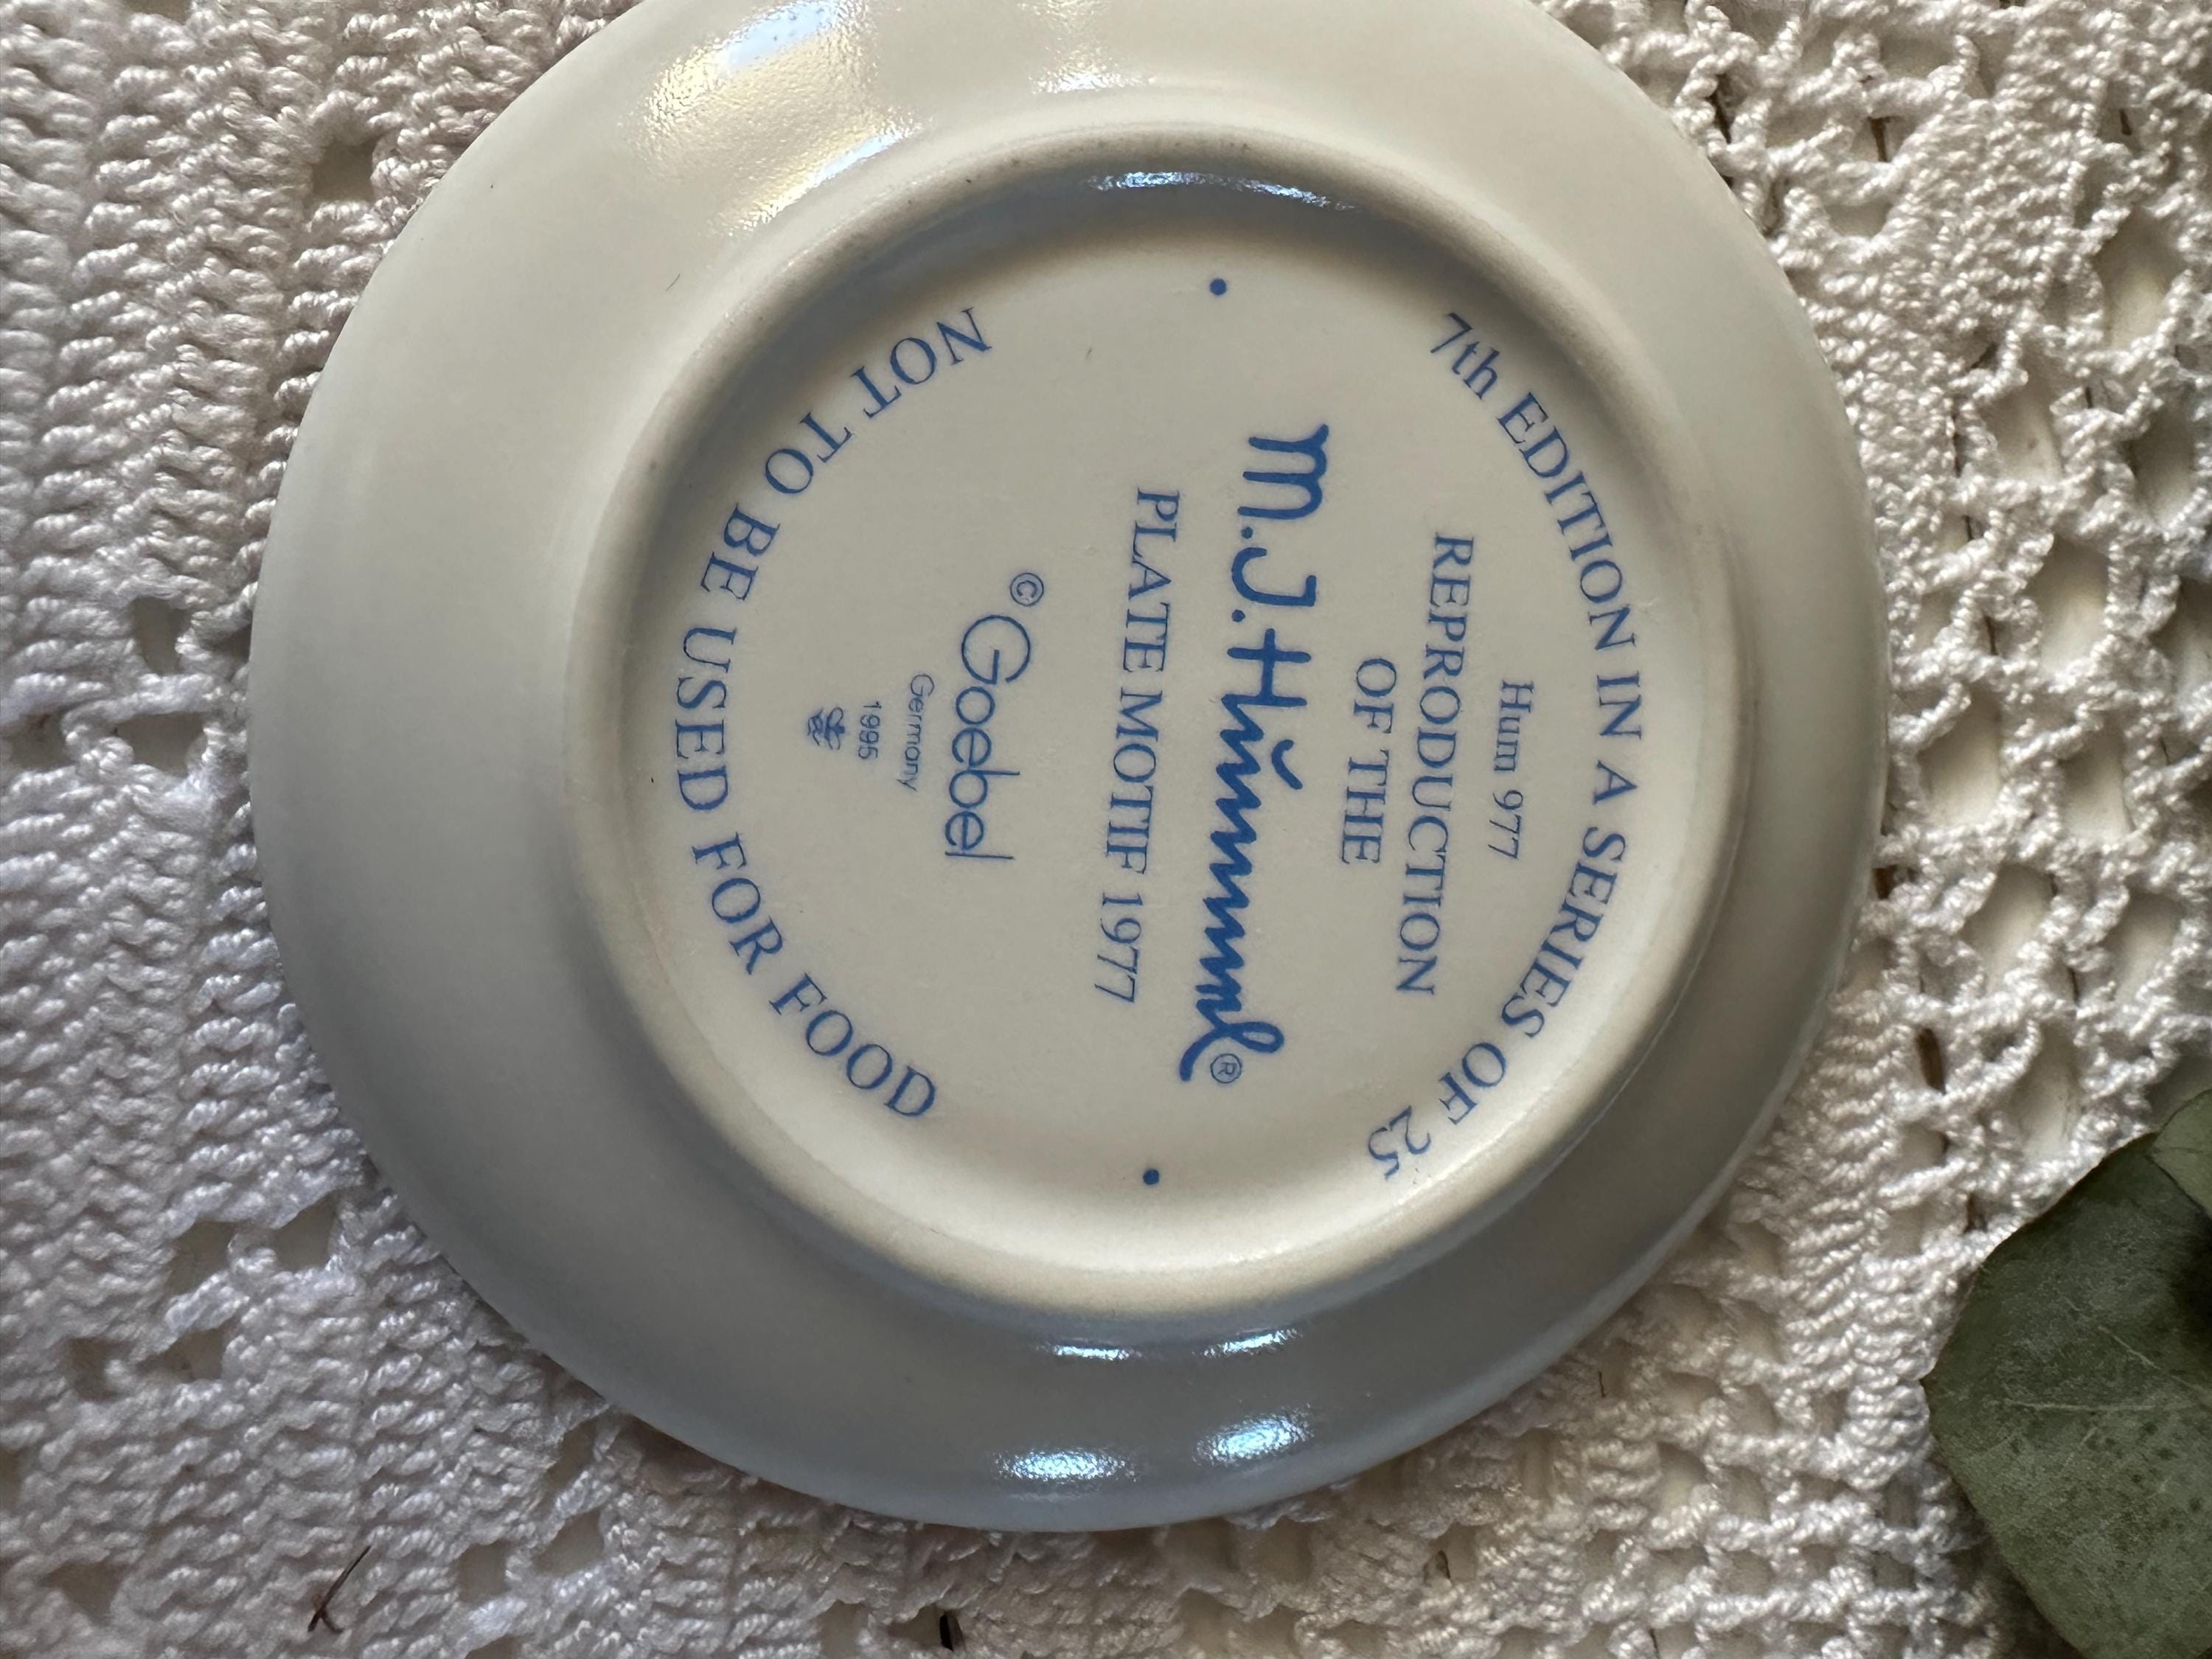 7th EDITION IN A SERIES OF 25
Hum 977
REPRODUCTION
OF THE
M.J.Hummel ®
PLATE MOTIF 1977
© Goebel
Germany
1995
NOT TO BE USED FOR FOOD